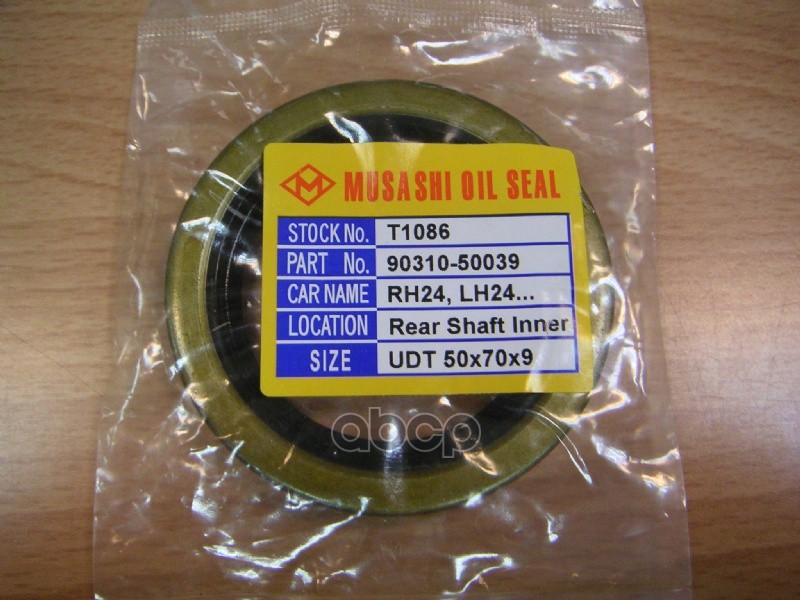 M MUSASHI OIL SEAL
STOCK No. T1086
PART No. 90310-50039
CAR NAME RH24, LH24...
LOCATION Rear Shaft Inner
SIZE UDT 50x70x9
abcp